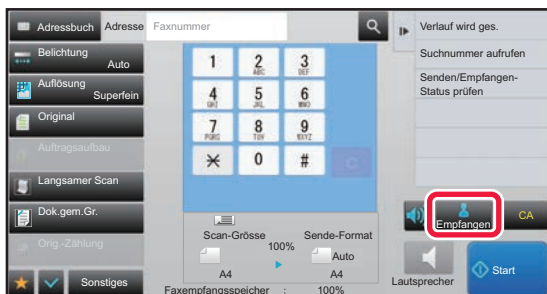 Adressbuch
Adresse
Faxnummer
Belichtung
Auto
Auflösung
Superfein
Original
Auftragsaufbau
Langsamer Scan
Dok.gem.Gr.
Orig.-Zählung
Sonstiges
1
2
ABC
3
DEF
4
GHI
5
JKL
6
MNO
7
PQRS
8
TUV
9
WXYZ
0
#
C
Scan-Grösse
100%
Sende-Format
Auto
A4
A4
Faxempfangsspeicher : 100%
Verlauf wird ges.
Suchnummer aufrufen
Senden/Empfangen-
Status prüfen
Empfangen
CA
Lautsprecher
Start